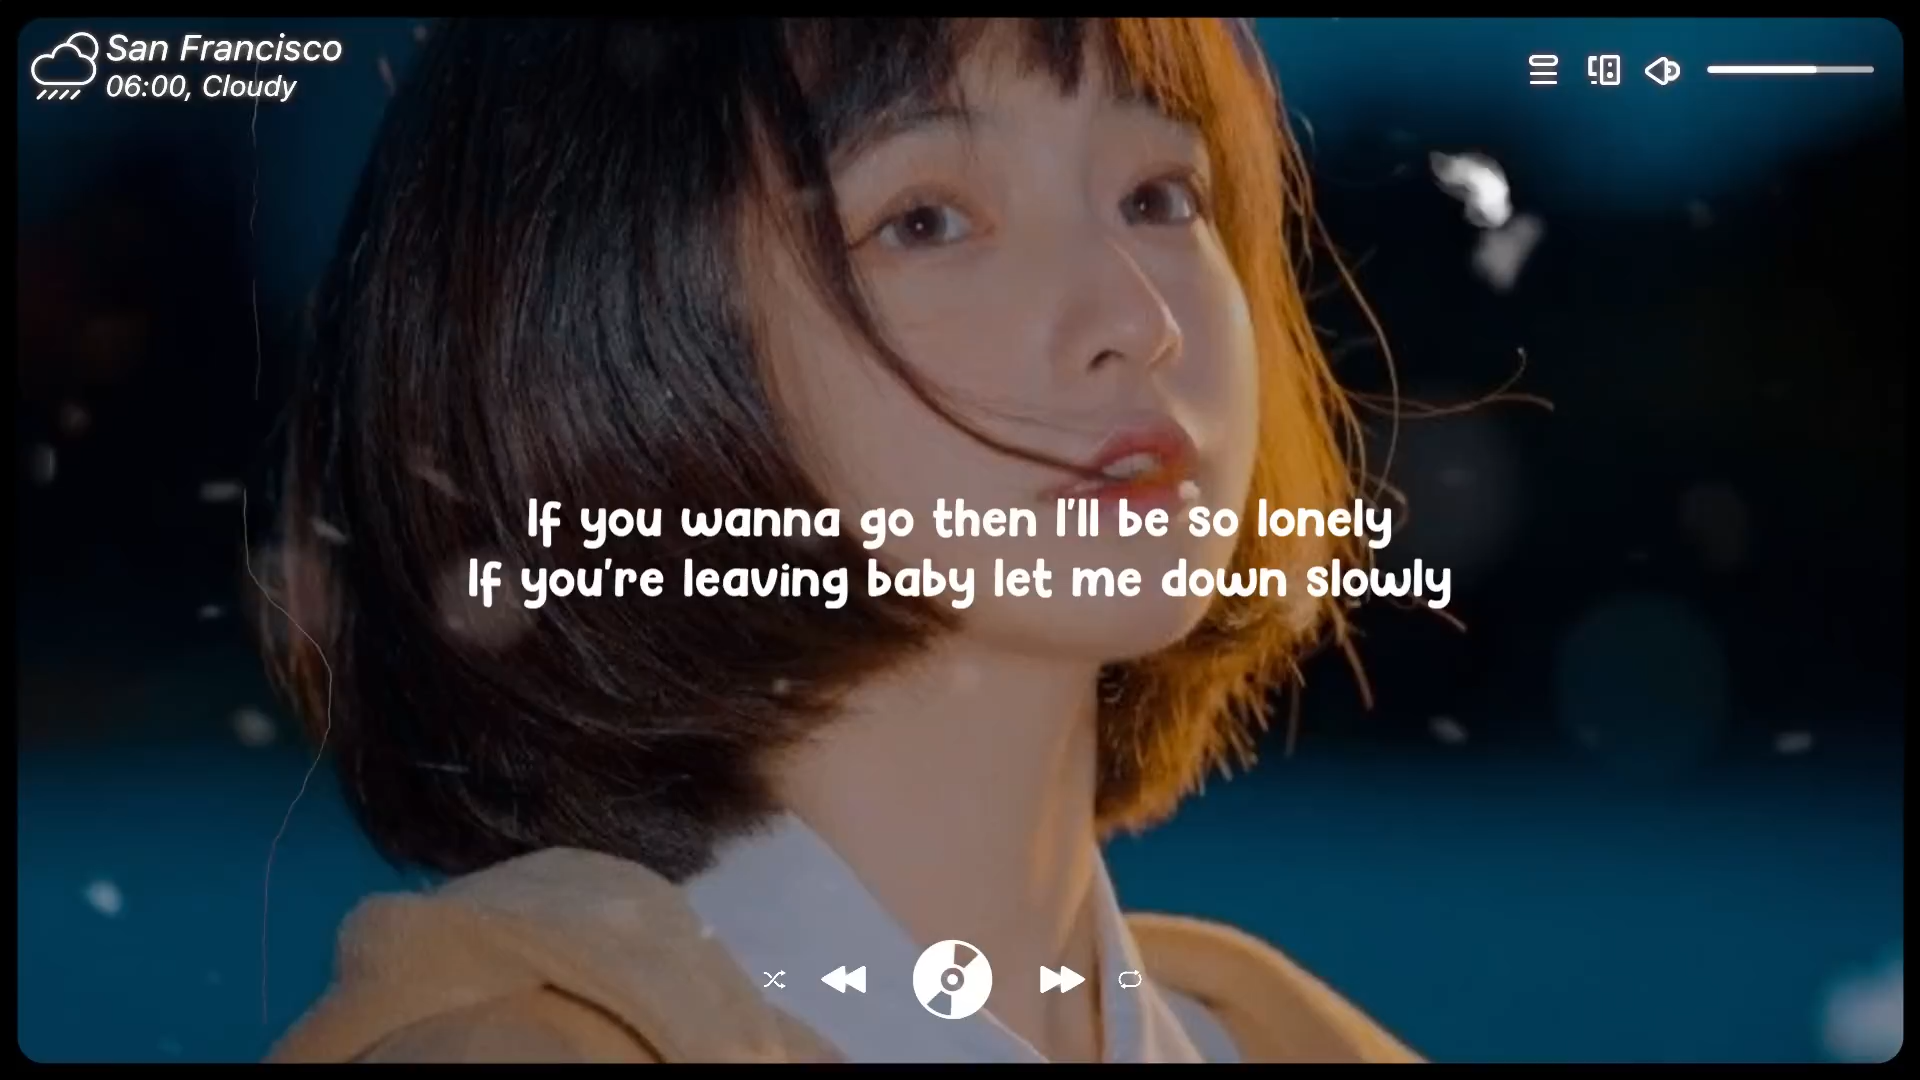 San Francisco
06:00, Cloudy
If you wanna go then I'll be so lonely
If you're leaving baby let me down slowly